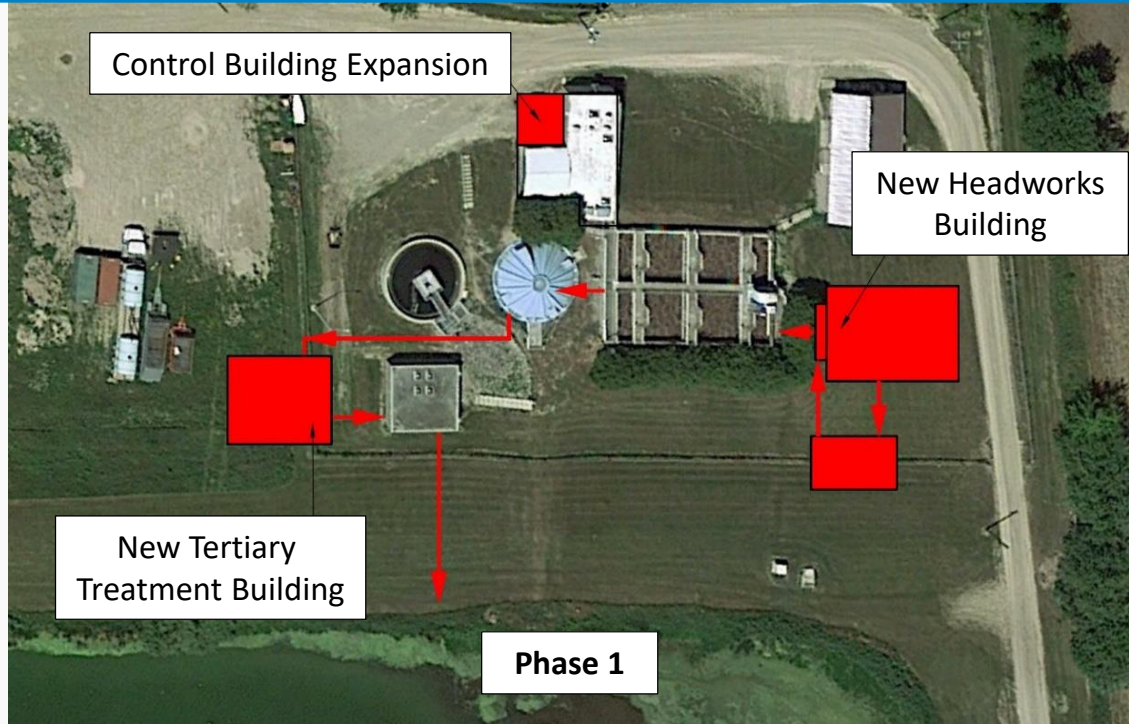 Control Building Expansion
New Headworks
Building
New Tertiary
Treatment Building
Phase 1